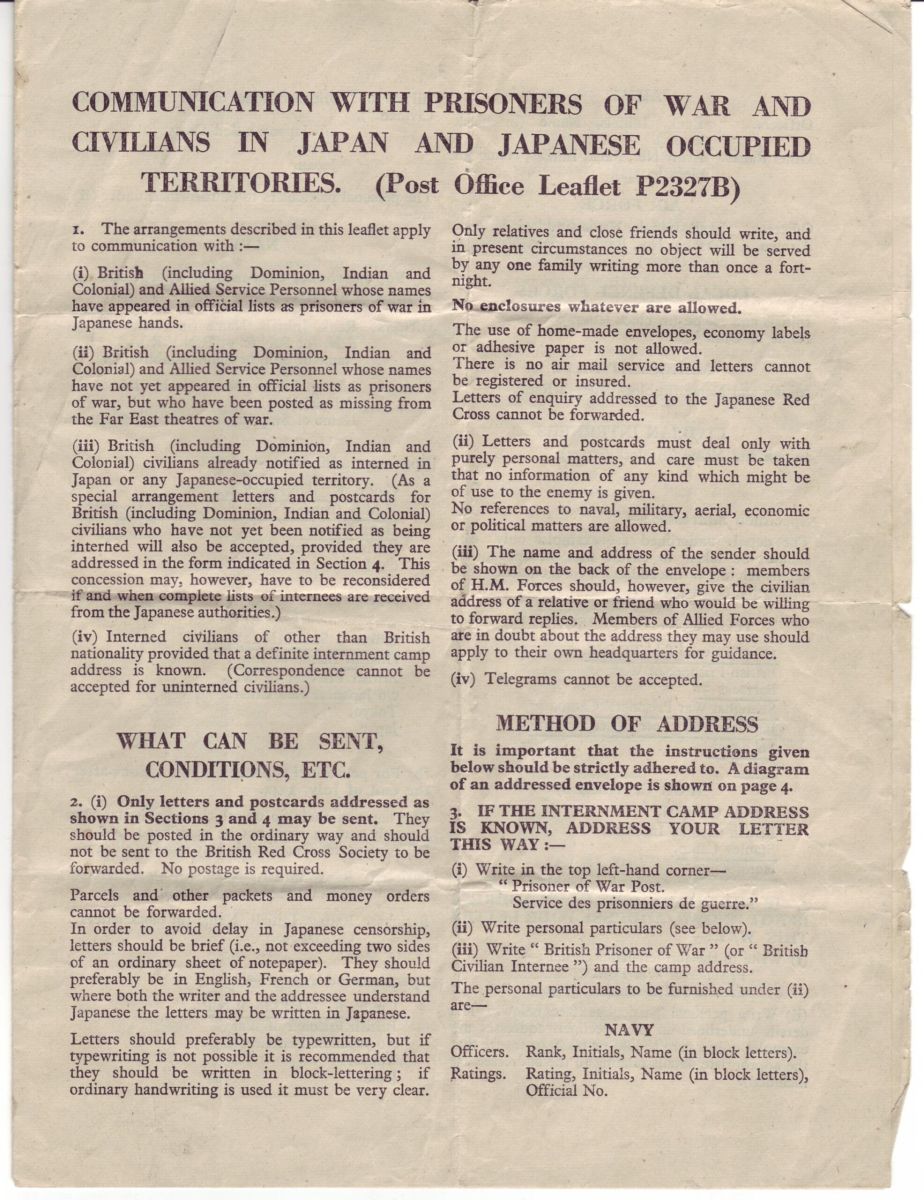 COMMUNICATION WITH PRISONERS OF WAR AND
CIVILIANS IN JAPAN AND JAPANESE OCCUPIED
TERRITORIES. (Post Office Leaflet P2327B)
1. The arrangements described in this leaflet apply
to communication with :—
(i) British (including Dominion, Indian and
Colonial) and Allied Service Personnel whose names
have appeared in official lists as prisoners of war in
Japanese hands.
(ii) British (including Dominion, Indian and
Colonial) and Allied Service Personnel whose names
have not yet appeared in official lists as prisoners
of war, but who have been posted as missing from
the Far East theatres of war.
(iii) British (including Dominion, Indian and
Colonial) civilians already notified as interned in
Japan or any Japanese-occupied territory. (As a
special arrangement letters and postcards for
British (including Dominion, Indian and Colonial)
civilians who have not yet been notified as being
interned will also be accepted, provided they are
addressed in the form indicated in Section 4. This
concession may, however, have to be reconsidered
if and when complete lists of internees are received
from the Japanese authorities.)
(iv) Interned civilians of other than British
nationality provided that a definite internment camp
address is known. (Correspondence cannot be
accepted for uninterned civilians.)
WHAT CAN BE SENT,
CONDITIONS, ETC.
2. (i) Only letters and postcards addressed as
shown in Sections 3 and 4 may be sent. They
should be posted in the ordinary way and should
not be sent to the British Red Cross Society to be
forwarded. No postage is required.
Parcels and other packets and money orders
cannot be forwarded.
In order to avoid delay in Japanese censorship,
letters should be brief (i.e., not exceeding two sides
of an ordinary sheet of notepaper). They should
preferably be in English, French or German, but
where both the writer and the addressee understand
Japanese the letters may be written in Japanese.
Letters should preferably be typewritten, but if
typewriting is not possible it is recommended that
they should be written in block-lettering ; if
ordinary handwriting is used it must be very clear.
Only relatives and close friends should write, and
in present circumstances no object will be served
by any one family writing more than once a fort-
night.
No enclosures whatever are allowed.
The use of home-made envelopes, economy labels
or adhesive paper is not allowed.
There is no air mail service and letters cannot
be registered or insured.
Letters of enquiry addressed to the Japanese Red
Cross cannot be forwarded.
(ii) Letters and postcards must deal only with
purely personal matters, and care must be taken
that no information of any kind which might be
of use to the enemy is given.
No references to naval, military, aerial, economic
or political matters are allowed.
(iii) The name and address of the sender should
be shown on the back of the envelope : members
of H.M. Forces should, however, give the civilian
address of a relative or friend who would be willing
to forward replies. Members of Allied Forces who
are in doubt about the address they may use should
apply to their own headquarters for guidance.
(iv) Telegrams cannot be accepted.
METHOD OF ADDRESS
It is important that the instructions given
below should be strictly adhered to. A diagram
of an addressed envelope is shown on page 4.
3. IF THE INTERNMENT CAMP ADDRESS
IS KNOWN, ADDRESS YOUR LETTER
THIS WAY :—
(i) Write in the top left-hand corner—
“ Prisoner of War Post.
Service des prisonniers de guerre.”
(ii) Write personal particulars (see below).
(iii) Write “ British Prisoner of War ” (or “ British
Civilian Internee ”) and the camp address.
The personal particulars to be furnished under (ii)
are—
NAVY
Officers. Rank, Initials, Name (in block letters).
Ratings. Rating, Initials, Name (in block letters),
Official No.